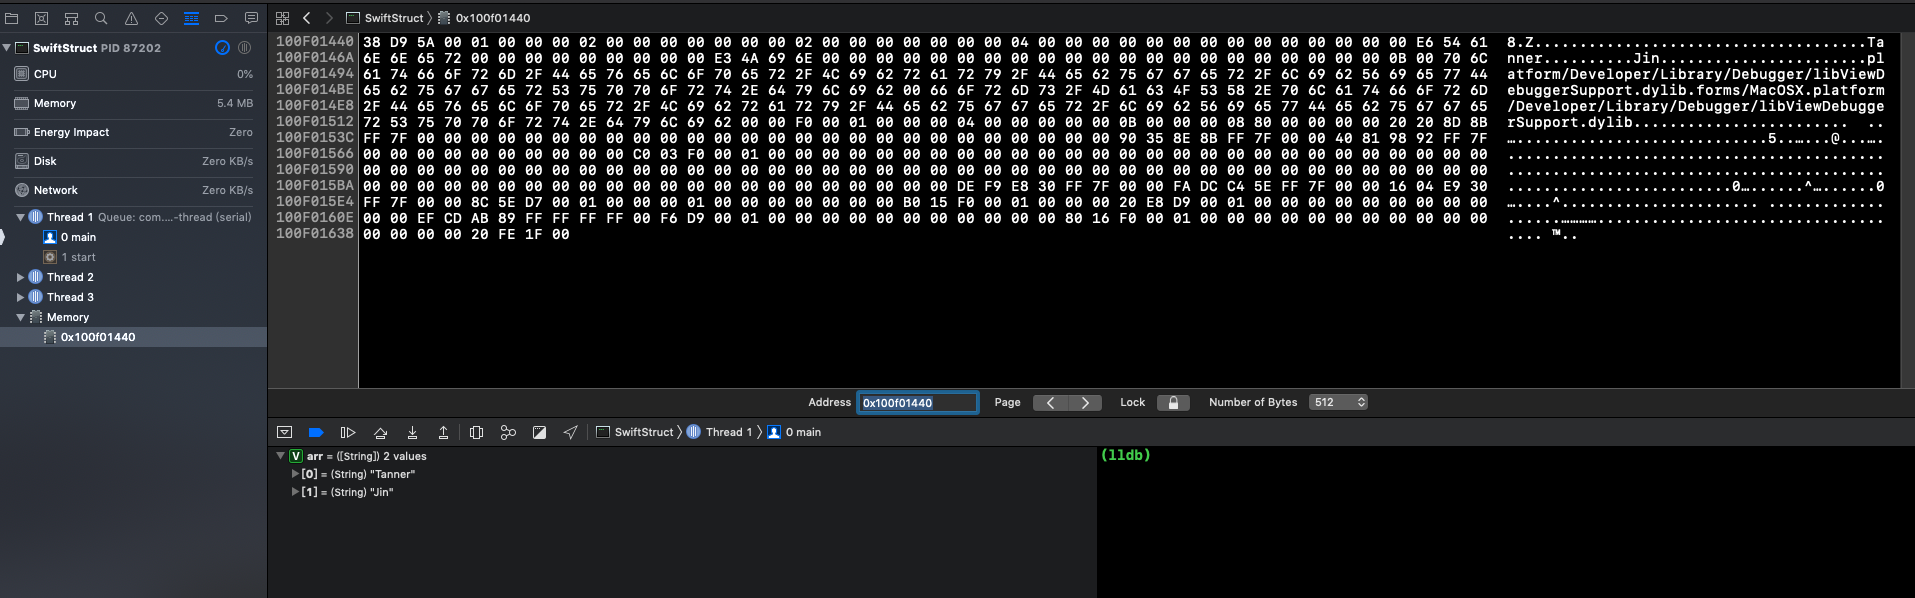 SwiftStruct 〉 0x100f01440
SwiftStruct PID 87202
CPU 0%
Memory 5.4 MB
Energy Impact Zero
Disk Zero KB/s
Network Zero KB/s
Thread 1 Queue: com....-thread (serial)
0 main
1 start
Thread 2
Thread 3
Memory
0x100f01440
100F01440 38 D9 5A 00 01 00 00 00 02 00 00 00 00 00 00 00 02 00 00 00 00 00 00 00 04 00 00 00 00 00 00 00 00 00 00 00 00 00 00 E6 54 61 8.Z.....................................Ta
100F0146A 6E 6E 65 72 00 00 00 00 00 00 00 00 00 E3 4A 69 6E 00 00 00 00 00 00 00 00 00 00 00 00 00 00 00 00 00 00 00 00 00 0B 00 70 6C nner..........Jin.......................pl
100F01494 61 74 66 6F 72 6D 2F 44 65 76 65 6C 6F 70 65 72 2F 4C 69 62 72 61 72 79 2F 44 65 62 75 67 67 65 72 2F 6C 69 62 56 69 65 77 44 atform/Developer/Library/Debugger/libViewD
100F014BE 65 62 75 67 67 65 72 53 75 70 70 6F 72 74 2E 64 79 6C 69 62 00 66 6F 72 6D 73 2F 4D 61 63 4F 53 58 2E 70 6C 61 74 66 6F 72 6D ebuggerSupport.dylib.forms/MacOSX.platform
100F014E8 2F 44 65 76 65 6C 6F 70 65 72 2F 4C 69 62 72 61 72 79 2F 44 65 62 75 67 67 65 72 2F 6C 69 62 56 69 65 77 44 65 62 75 67 67 65 /Developer/Library/Debugger/libViewDebugge
100F01512 72 53 75 70 70 6F 72 74 2E 64 79 6C 69 62 00 00 F0 00 01 00 00 00 04 00 00 00 00 00 0B 00 00 00 08 80 00 00 00 00 20 20 8D 8B rSupport.dylib........................  ..
100F0153C FF 7F 00 00 00 00 00 00 00 00 00 00 00 00 00 00 00 00 00 00 00 00 00 00 00 00 00 00 90 35 8E 8B FF 7F 00 00 40 81 98 92 FF 7F
100F01566 00 00 00 00 00 00 00 00 00 00 C0 03 F0 00 01 00 00 00 00 00 00 00 00 00 00 00 00 00 00 00 00 00 00 00 00 00 00 00 00 00 00 00
100F01590 00 00 00 00 00 00 00 00 00 00 00 00 00 00 00 00 00 00 00 00 00 00 00 00 00 00 00 00 00 00 00 00 00 00 00 00 00 00 00 00 00 00
100F015BA 00 00 00 00 00 00 00 00 00 00 00 00 00 00 00 00 00 00 00 00 00 00 DE F9 E8 30 FF 7F 00 00 FA DC C4 5E FF 7F 00 00 16 04 E9 30
100F015E4 FF 7F 00 00 8C 5E D7 00 01 00 00 00 01 00 00 00 00 00 00 00 B0 15 F0 00 01 00 00 00 20 E8 D9 00 01 00 00 00 00 00 00 00 00 00
100F0160E 00 00 EF CD AB 89 FF FF FF FF 00 F6 D9 00 01 00 00 00 00 00 00 00 00 00 00 00 80 16 F0 00 01 00 00 00 00 00 00 00 00 00 00 00
100F01638 00 00 00 00 20 FE 1F 00 .... ™..
Address 0x100f01440 Page Lock Number of Bytes 512
SwiftStruct 〉 Thread 1 〉 0 main
V arr = ([String]) 2 values
[0] = (String) "Tanner"
[1] = (String) "Jin"
(lldb)